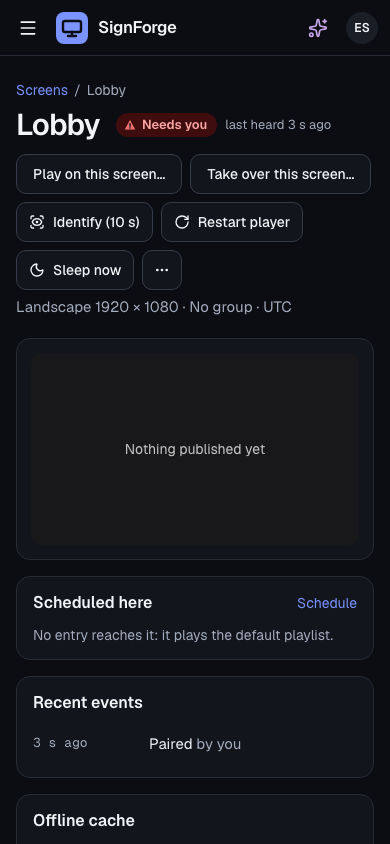 SignForge
ES
Screens / Lobby
Lobby
Needs you
last heard 3 s ago
Play on this screen…
Take over this screen…
Identify (10 s)
Restart player
Sleep now
Landscape 1920 × 1080 · No group · UTC
Nothing published yet
Scheduled here
Schedule
No entry reaches it: it plays the default playlist.
Recent events
3 s ago
Paired by you
Offline cache